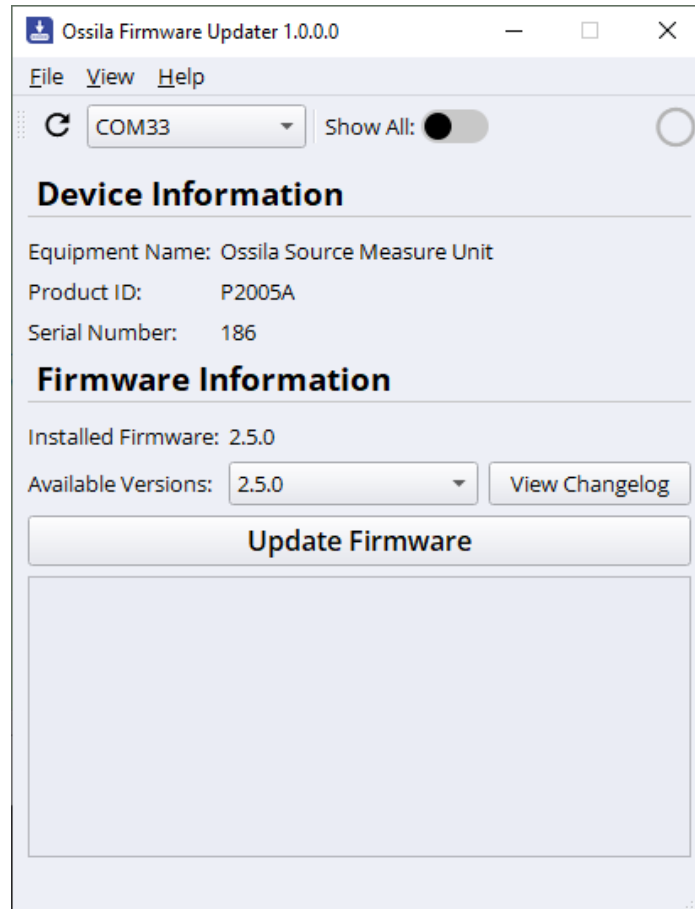 Ossila Firmware Updater 1.0.0.0
File View Help
COM33 Show All:
Device Information
Equipment Name: Ossila Source Measure Unit
Product ID: P2005A
Serial Number: 186
Firmware Information
Installed Firmware: 2.5.0
Available Versions: 2.5.0 View Changelog
Update Firmware